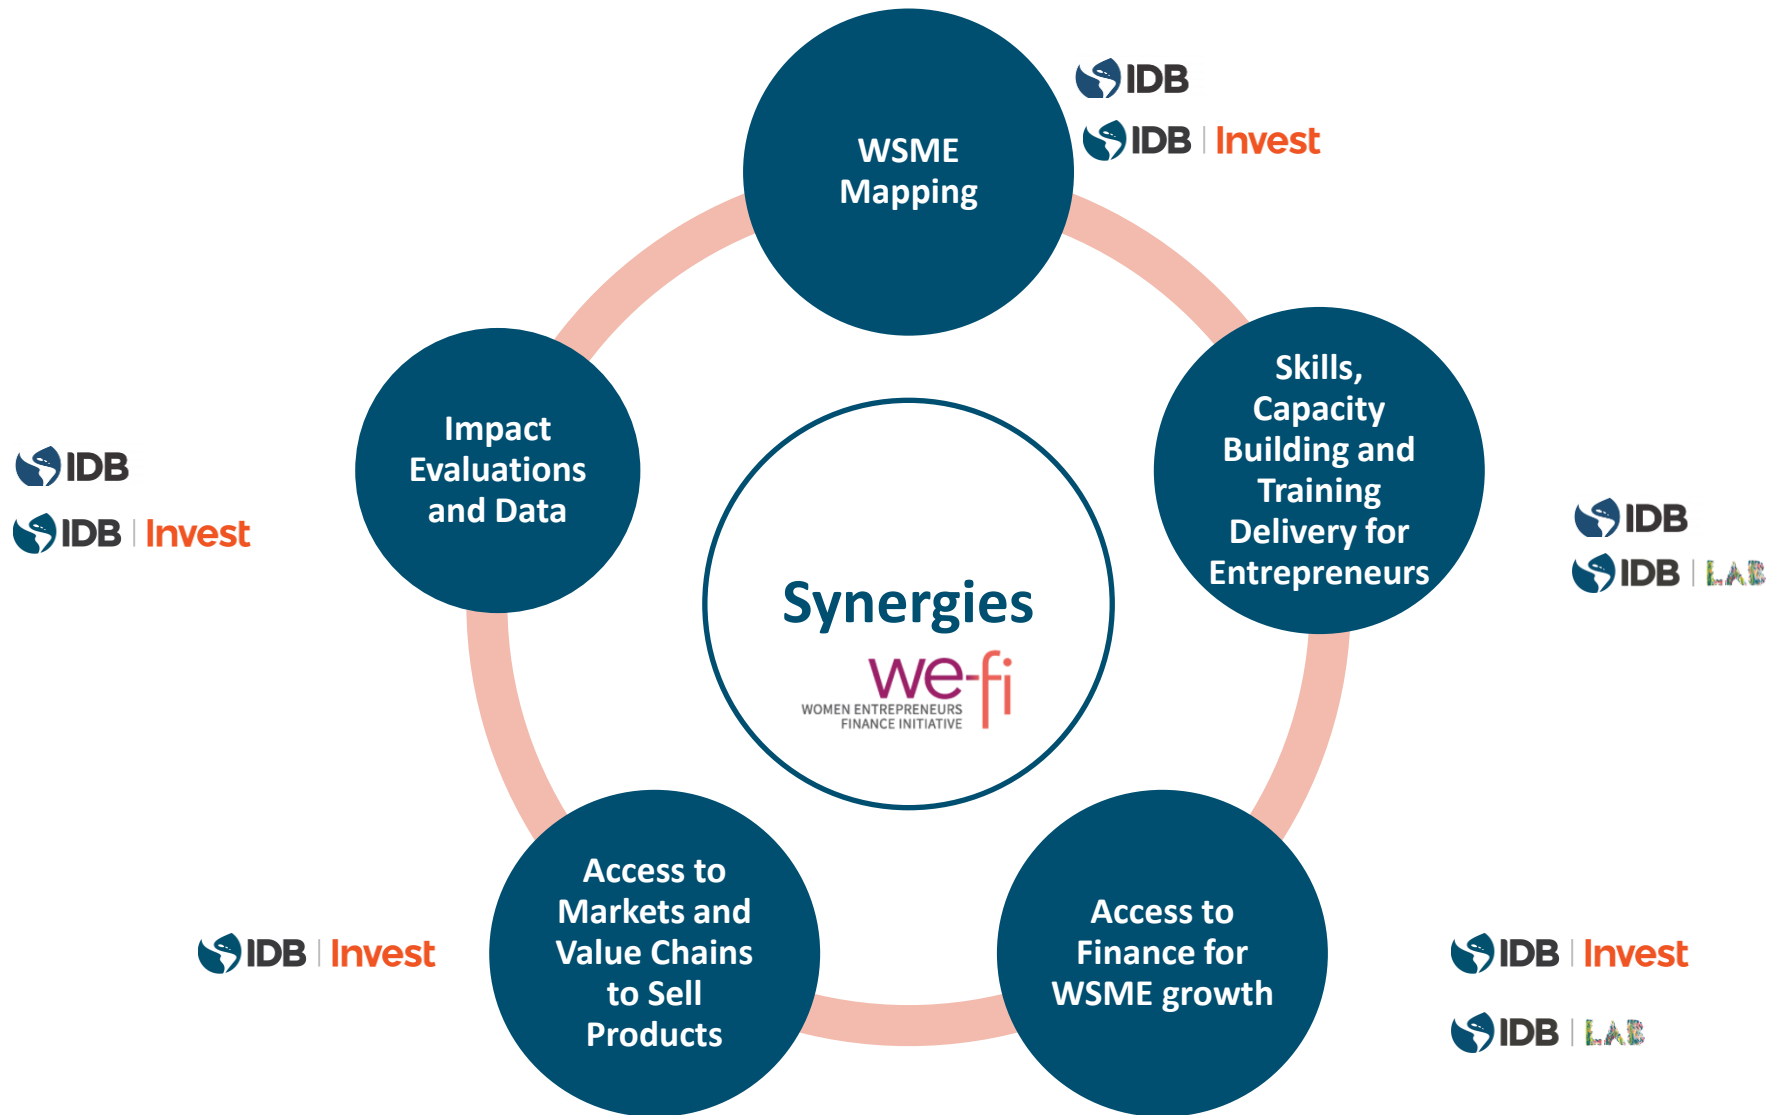 WSME
Mapping
IDB
IDB | Invest
Skills,
Capacity
Building and
Training
Delivery for
Entrepreneurs
IDB
IDB | LAB
Access to
Finance for
WSME growth
IDB | Invest
IDB | LAB
Access to
Markets and
Value Chains
to Sell
Products
IDB | Invest
Impact
Evaluations
and Data
IDB
IDB | Invest
Synergies
we-fi
WOMEN ENTREPRENEURS
FINANCE INITIATIVE